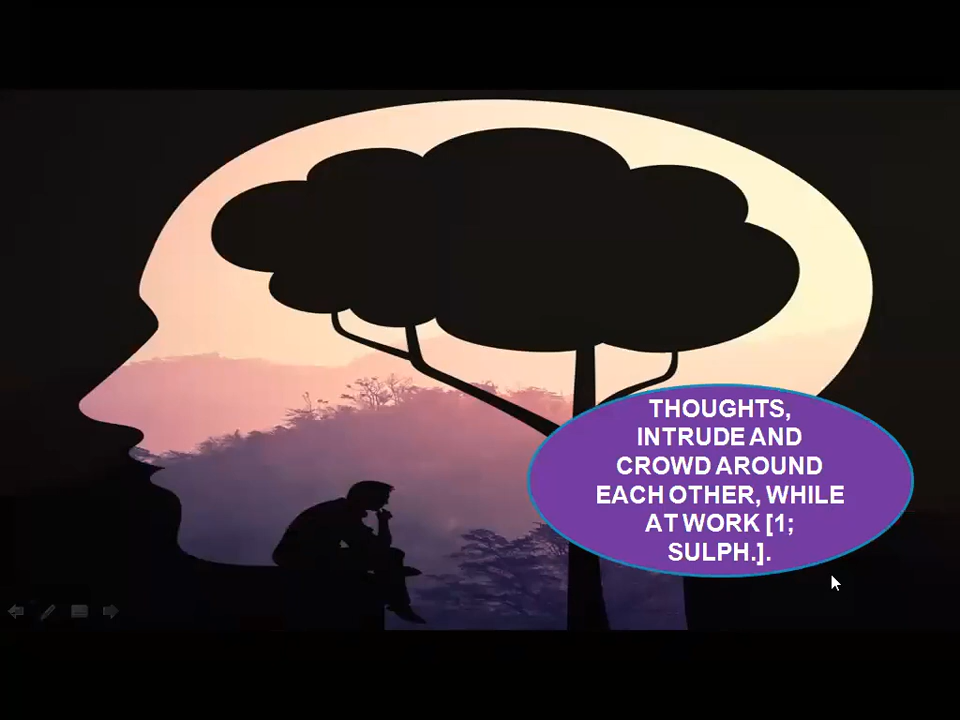 THOUGHTS,
INTRUDE AND
CROWD AROUND
EACH OTHER, WHILE
AT WORK [1;
SULPH.].